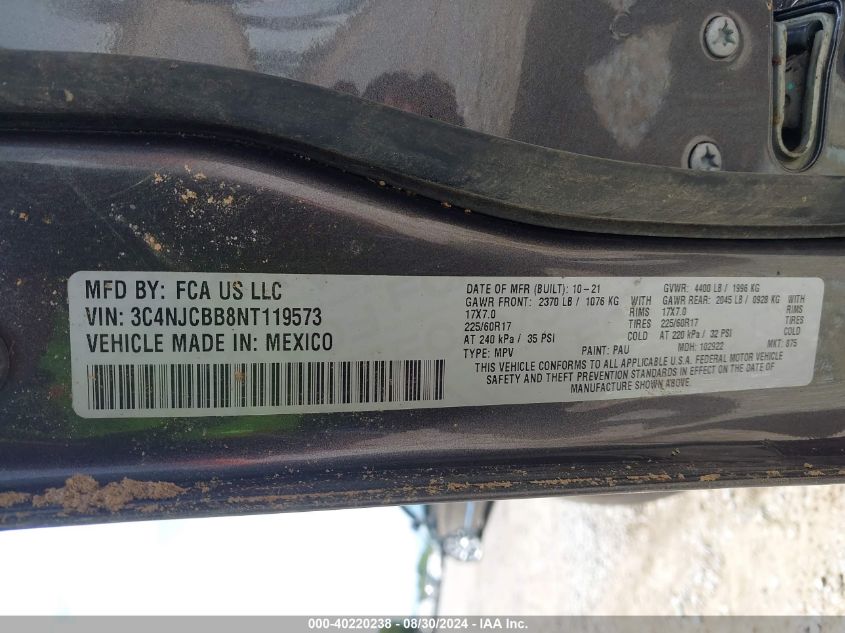 MFD BY: FCA US LLC
VIN: 3C4NJCBB8NT119573
VEHICLE MADE IN: MEXICO
DATE OF MFR (BUILT): 10-21 GVWR: 4400 LB / 1996 KG
GAWR FRONT: 2370 LB / 1076 KG WITH GAWR REAR: 2045 LB / 0928 KG WITH
17X7.0 RIMS 17X7.0 RIMS
225/60R17 TIRES 225/60R17 TIRES
AT 240 kPa / 35 PSI COLD AT 220 kPa / 32 PSI COLD
TYPE: MPV PAINT: PAU MDH: 102922 MKT: 875
THIS VEHICLE CONFORMS TO ALL APPLICABLE U.S.A. FEDERAL MOTOR VEHICLE
SAFETY AND THEFT PREVENTION STANDARDS IN EFFECT ON THE DATE OF
MANUFACTURE SHOWN ABOVE.
000-40220238 - 08/30/2024 - IAA Inc.